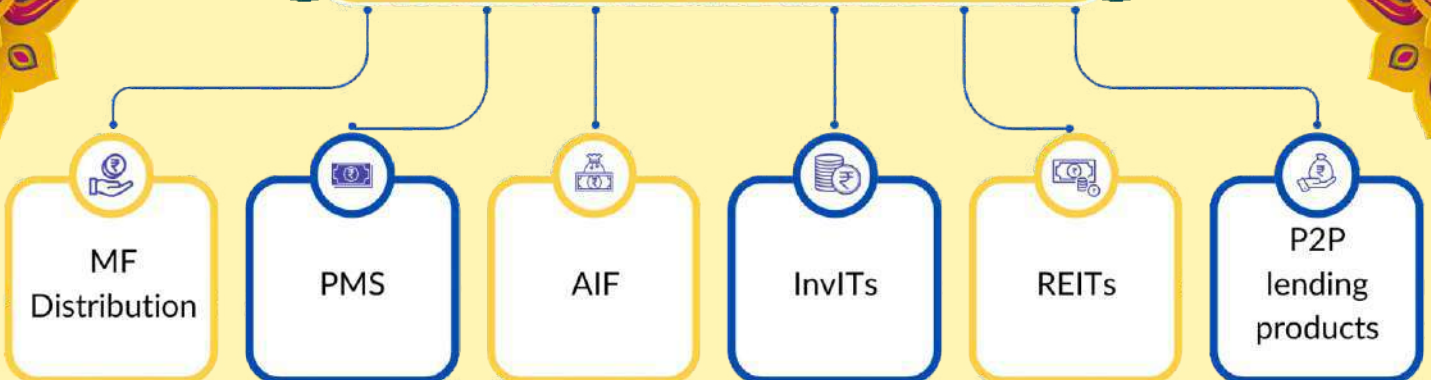 MF
Distribution
PMS
AIF
InvITs
REITs
P2P
lending
products